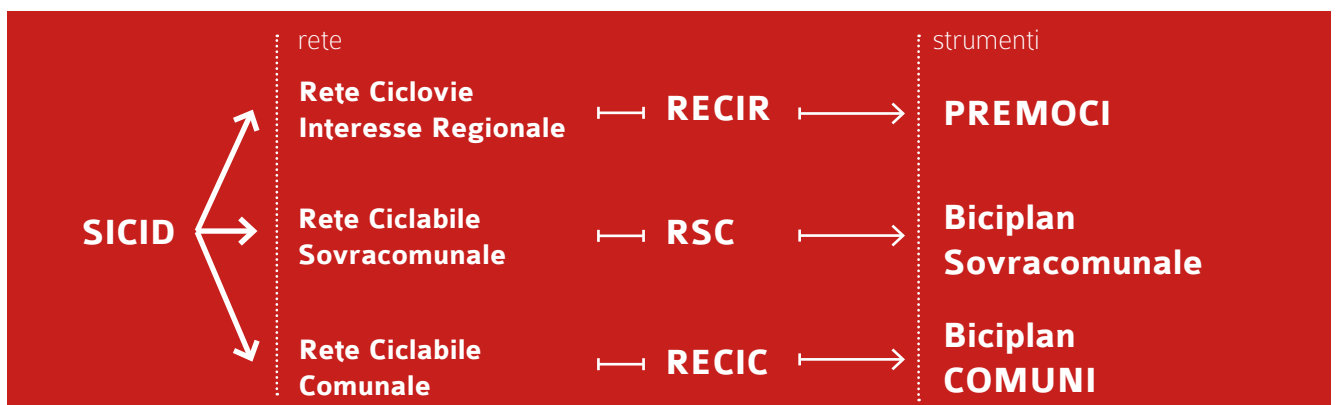 rete
strumenti
Rete Ciclovie
Interesse Regionale
RECIR
PREMOCI
SICID
Rete Ciclabile
Sovracomunale
RSC
Biciplan
Sovracomunale
Rete Ciclabile
Comunale
RECIC
Biciplan
COMUNI